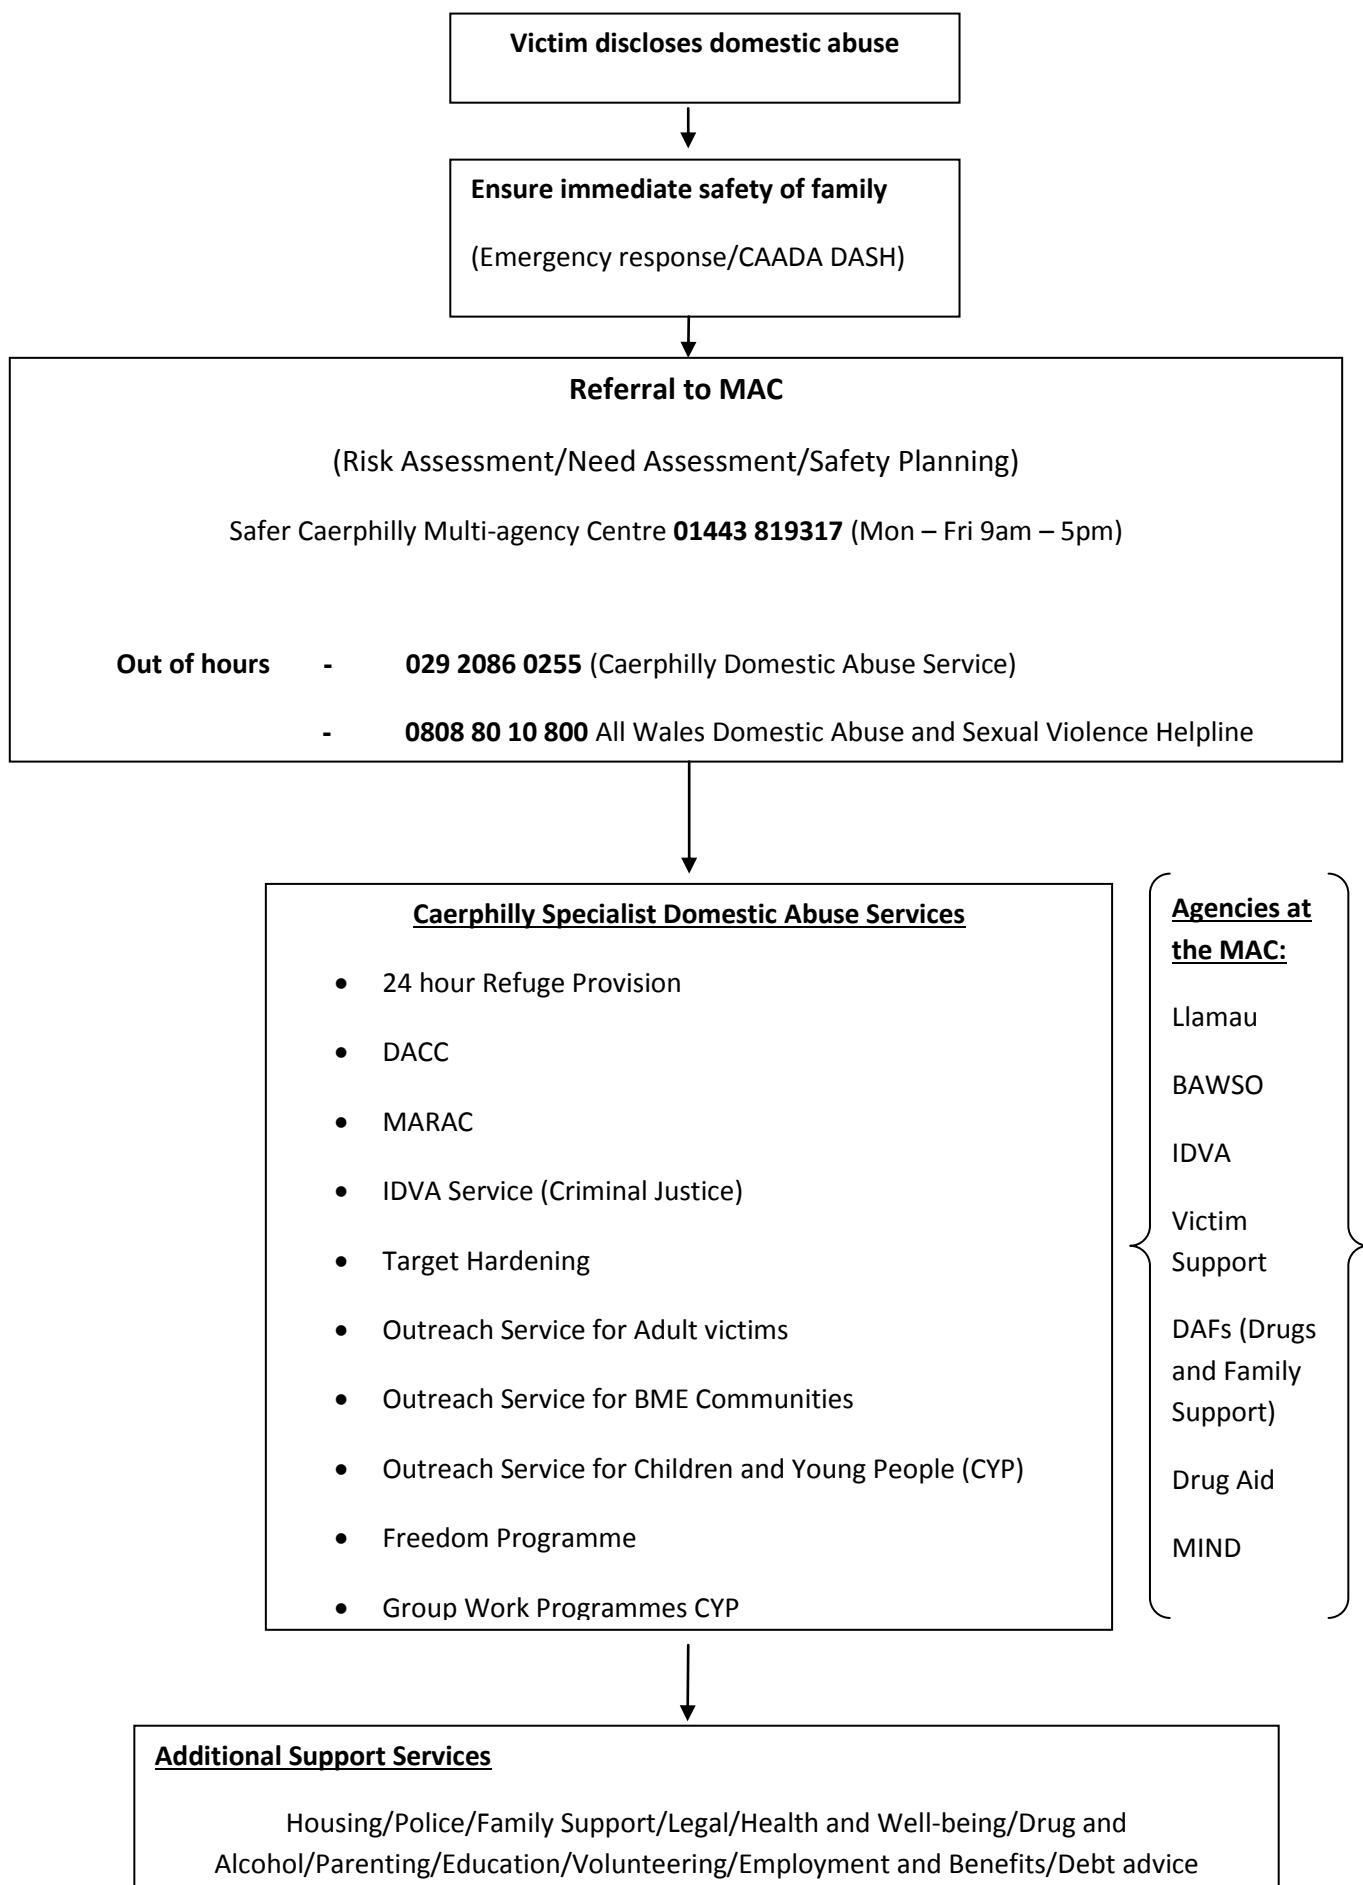 Victim discloses domestic abuse
Ensure immediate safety of family
(Emergency response/CAADA DASH)
Referral to MAC
(Risk Assessment/Need Assessment/Safety Planning)
Safer Caerphilly Multi-agency Centre 01443 819317 (Mon – Fri 9am – 5pm)
Out of hours - 029 2086 0255 (Caerphilly Domestic Abuse Service)
- 0808 80 10 800 All Wales Domestic Abuse and Sexual Violence Helpline
Caerphilly Specialist Domestic Abuse Services
• 24 hour Refuge Provision
• DACC
• MARAC
• IDVA Service (Criminal Justice)
• Target Hardening
• Outreach Service for Adult victims
• Outreach Service for BME Communities
• Outreach Service for Children and Young People (CYP)
• Freedom Programme
• Group Work Programmes CYP
Agencies at
the MAC:
Llamau
BAWSO
IDVA
Victim
Support
DAFs (Drugs
and Family
Support)
Drug Aid
MIND
Additional Support Services
Housing/Police/Family Support/Legal/Health and Well-being/Drug and
Alcohol/Parenting/Education/Volunteering/Employment and Benefits/Debt advice